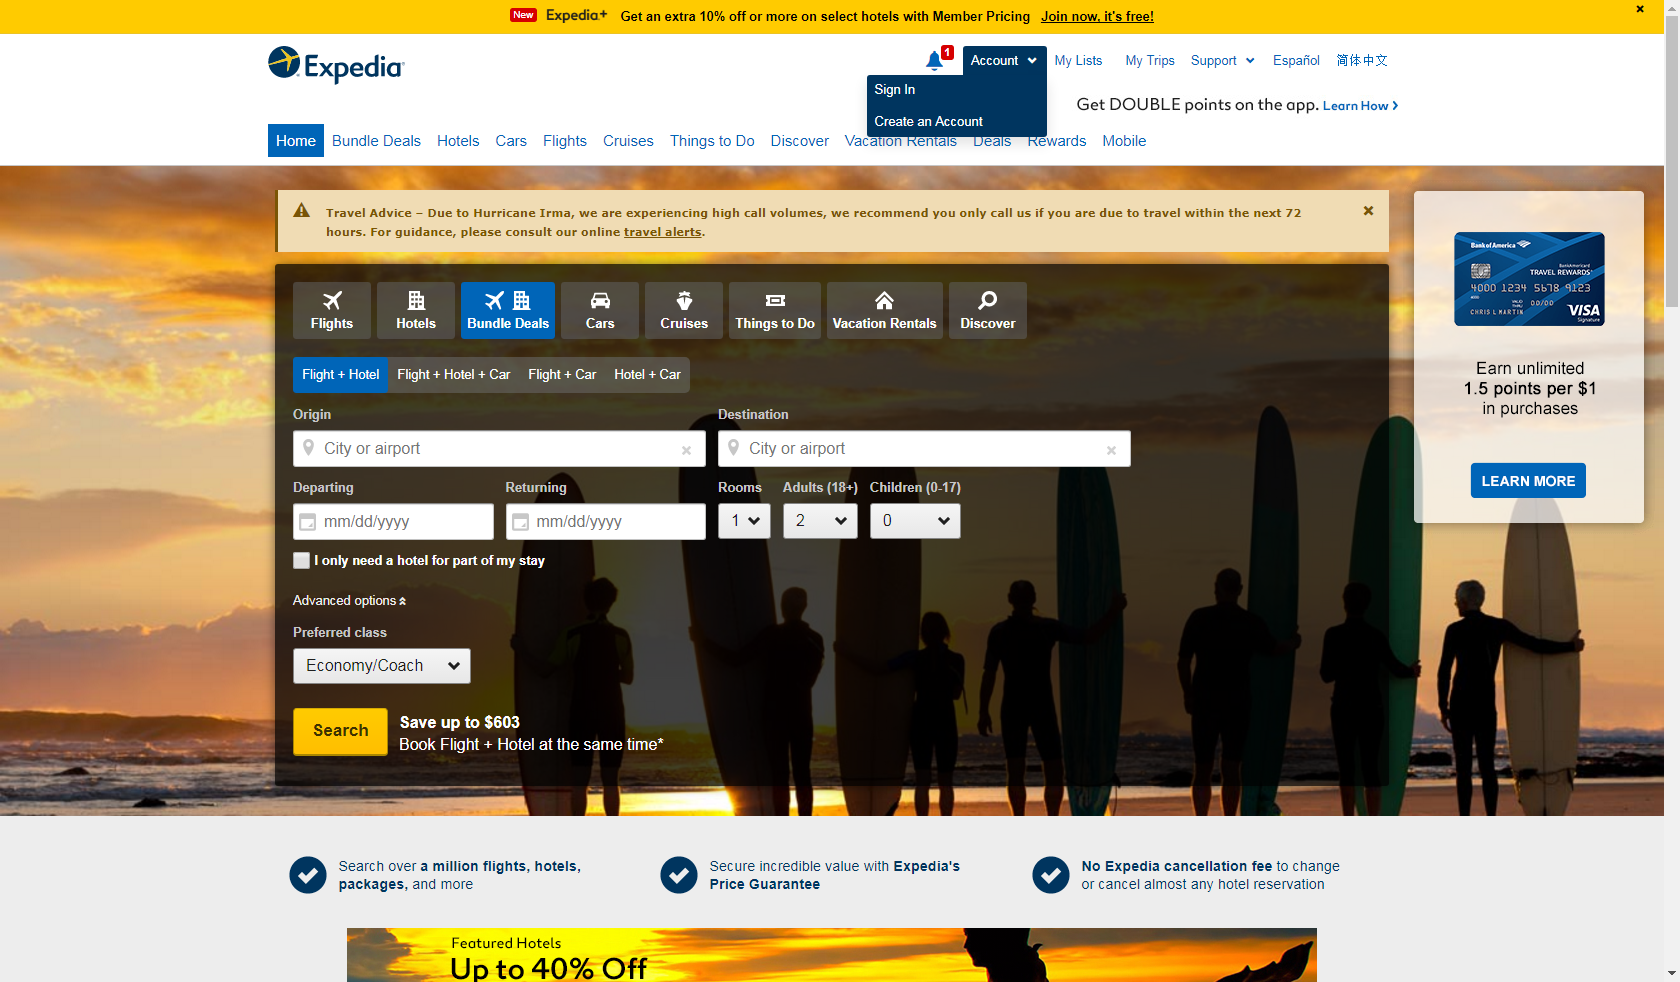 New Expedia+ Get an extra 10% off or more on select hotels with Member Pricing Join now, it's free!
Expedia
1 Account My Lists My Trips Support Español 简体中文
Sign In
Create an Account
Get DOUBLE points on the app. Learn How
Home Bundle Deals Hotels Cars Flights Cruises Things to Do Discover Vacation Rentals Deals Rewards Mobile
Travel Advice – Due to Hurricane Irma, we are experiencing high call volumes, we recommend you only call us if you are due to travel within the next 72
hours. For guidance, please consult our online travel alerts.
Flights Hotels Bundle Deals Cars Cruises Things to Do Vacation Rentals Discover
Flight + Hotel Flight + Hotel + Car Flight + Car Hotel + Car
Origin Destination
City or airport City or airport
Departing Returning Rooms Adults (18+) Children (0-17)
mm/dd/yyyy mm/dd/yyyy 1 2 0
I only need a hotel for part of my stay
Advanced options
Preferred class
Economy/Coach
Search
Save up to $603
Book Flight + Hotel at the same time*
Bank of America
BankAmericard
TRAVEL REWARDS
4000 1234 5678 9123
4000 VALID THRU 00/00
CHRIS L MARTIN
VISA
Signature
Earn unlimited
1.5 points per $1
in purchases
LEARN MORE
Search over a million flights, hotels,
packages, and more
Secure incredible value with Expedia's
Price Guarantee
No Expedia cancellation fee to change
or cancel almost any hotel reservation
Featured Hotels
Up to 40% Off